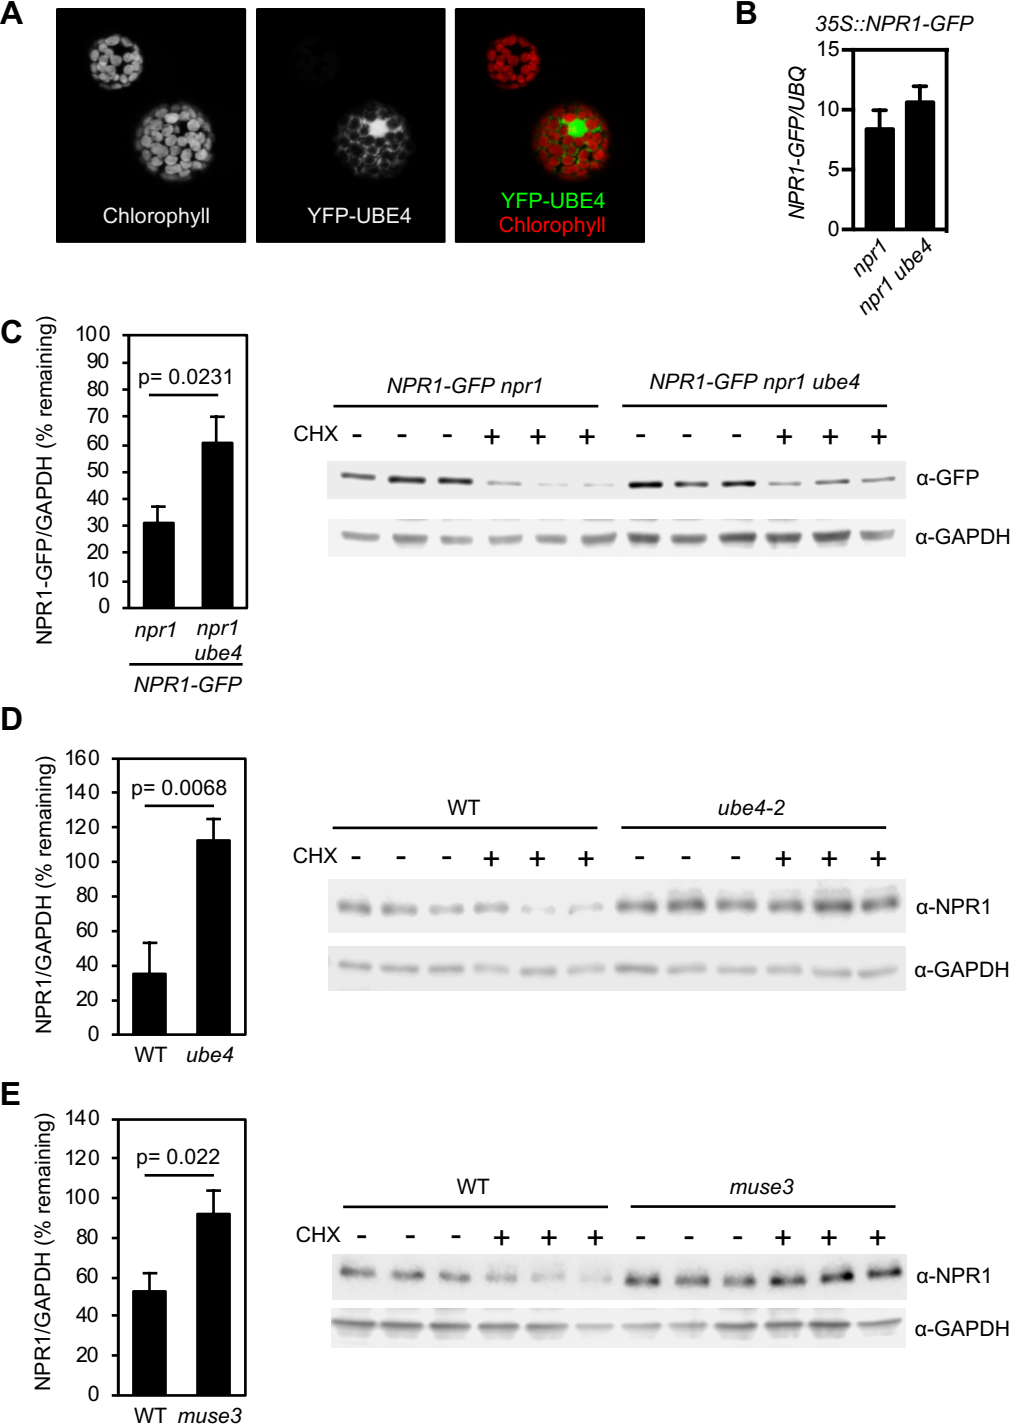 A
Chlorophyll
YFP-UBE4
YFP-UBE4
Chlorophyll
B
35S::NPR1-GFP
NPR1-GFP/UBQ
15
10
5
0
npr1
npr1 ube4
C
NPR1-GFP/GAPDH (% remaining)
100
90
80
70
60
50
40
30
20
10
0
p= 0.0231
npr1
npr1
ube4
NPR1-GFP
NPR1-GFP npr1
NPR1-GFP npr1 ube4
CHX - - - + + + - - - + + +
α-GFP
α-GAPDH
D
NPR1/GAPDH (% remaining)
160
140
120
100
80
60
40
20
0
p= 0.0068
WT
ube4
WT
ube4-2
CHX - - - + + + - - - + + +
α-NPR1
α-GAPDH
E
NPR1/GAPDH (% remaining)
140
120
100
80
60
40
20
0
p= 0.022
WT
muse3
WT
muse3
CHX - - - + + + - - - + + +
α-NPR1
α-GAPDH